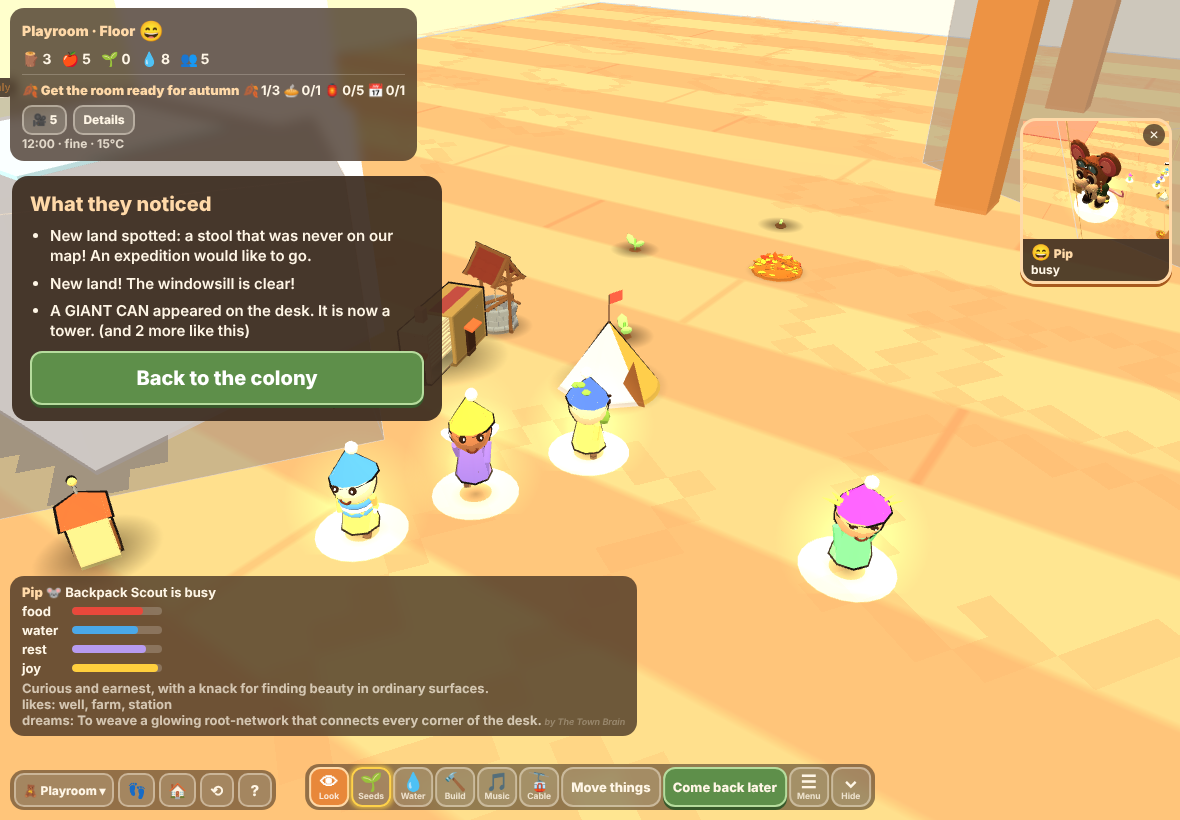 Playroom · Floor
3 5 0 8 5
Get the room ready for autumn 1/3 0/1 0/5 0/1
5 Details
12:00 · fine · 15°C
What they noticed
• New land spotted: a stool that was never on our
map! An expedition would like to go.
• New land! The windowsill is clear!
• A GIANT CAN appeared on the desk. It is now a
tower. (and 2 more like this)
Back to the colony
Pip
busy
Pip Backpack Scout is busy
food
water
rest
joy
Curious and earnest, with a knack for finding beauty in ordinary surfaces.
likes: well, farm, station
dreams: To weave a glowing root-network that connects every corner of the desk. by The Town Brain
Playroom ▾ ?
Look Seeds Water Build Music Cable Move things Come back later Menu Hide